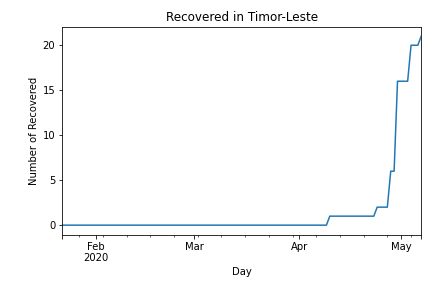 Recovered in Timor-Leste
Number of Recovered
20
15
10
5
0
Feb
2020
Mar
Apr
May
Day